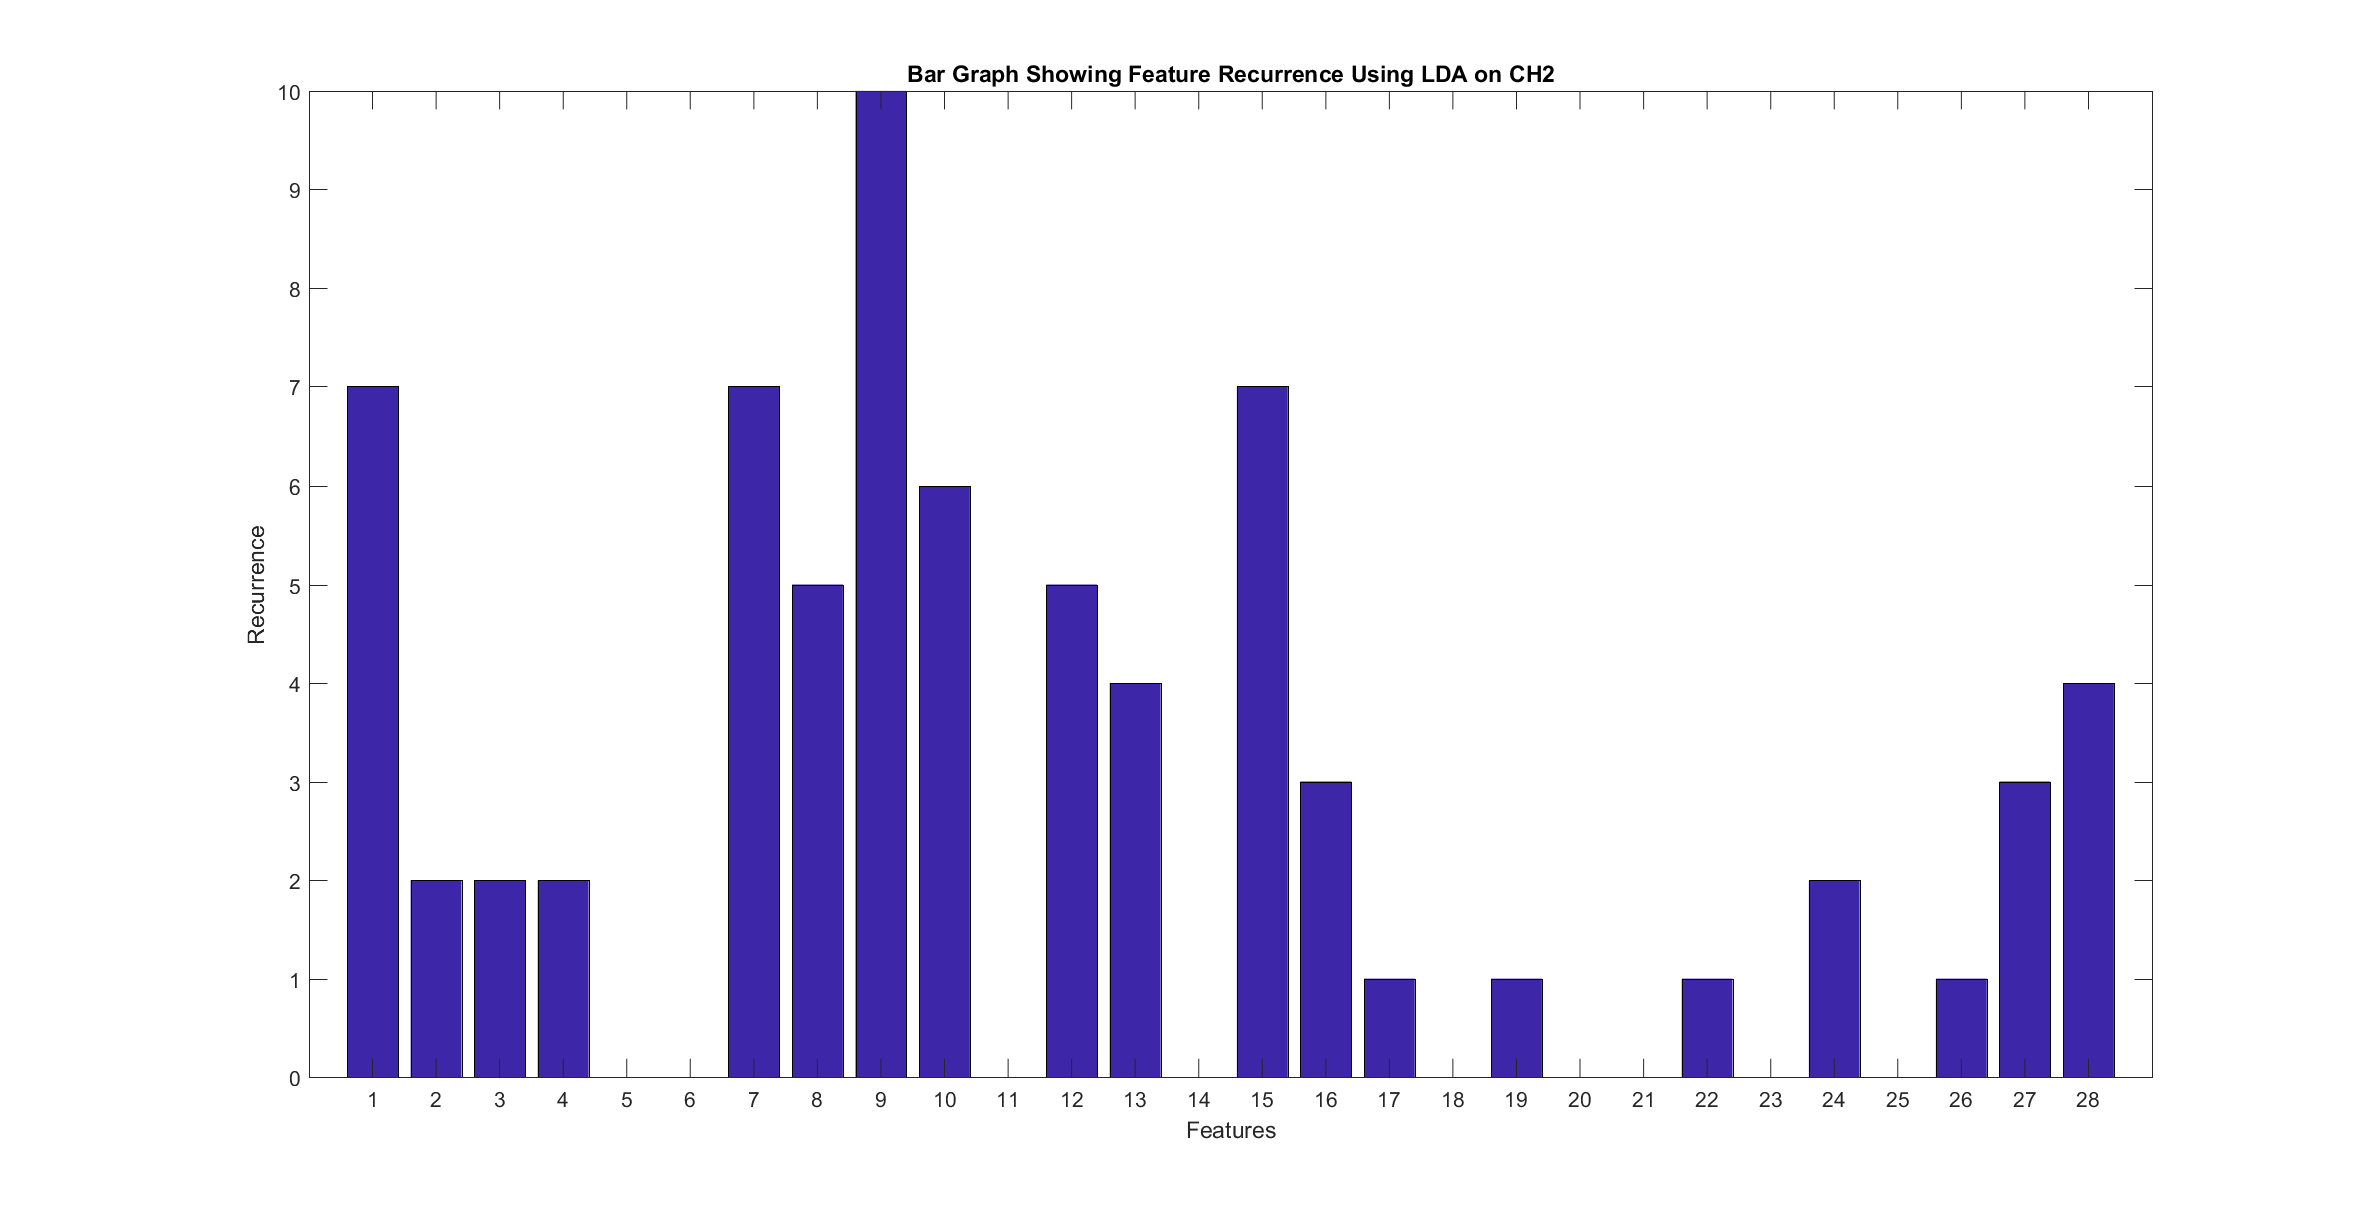 Bar Graph Showing Feature Recurrence Using LDA on CH2
10
9
8
7
6
5
4
3
2
1
0
Recurrence
1 2 3 4 5 6 7 8 9 10 11 12 13 14 15 16 17 18 19 20 21 22 23 24 25 26 27 28
Features